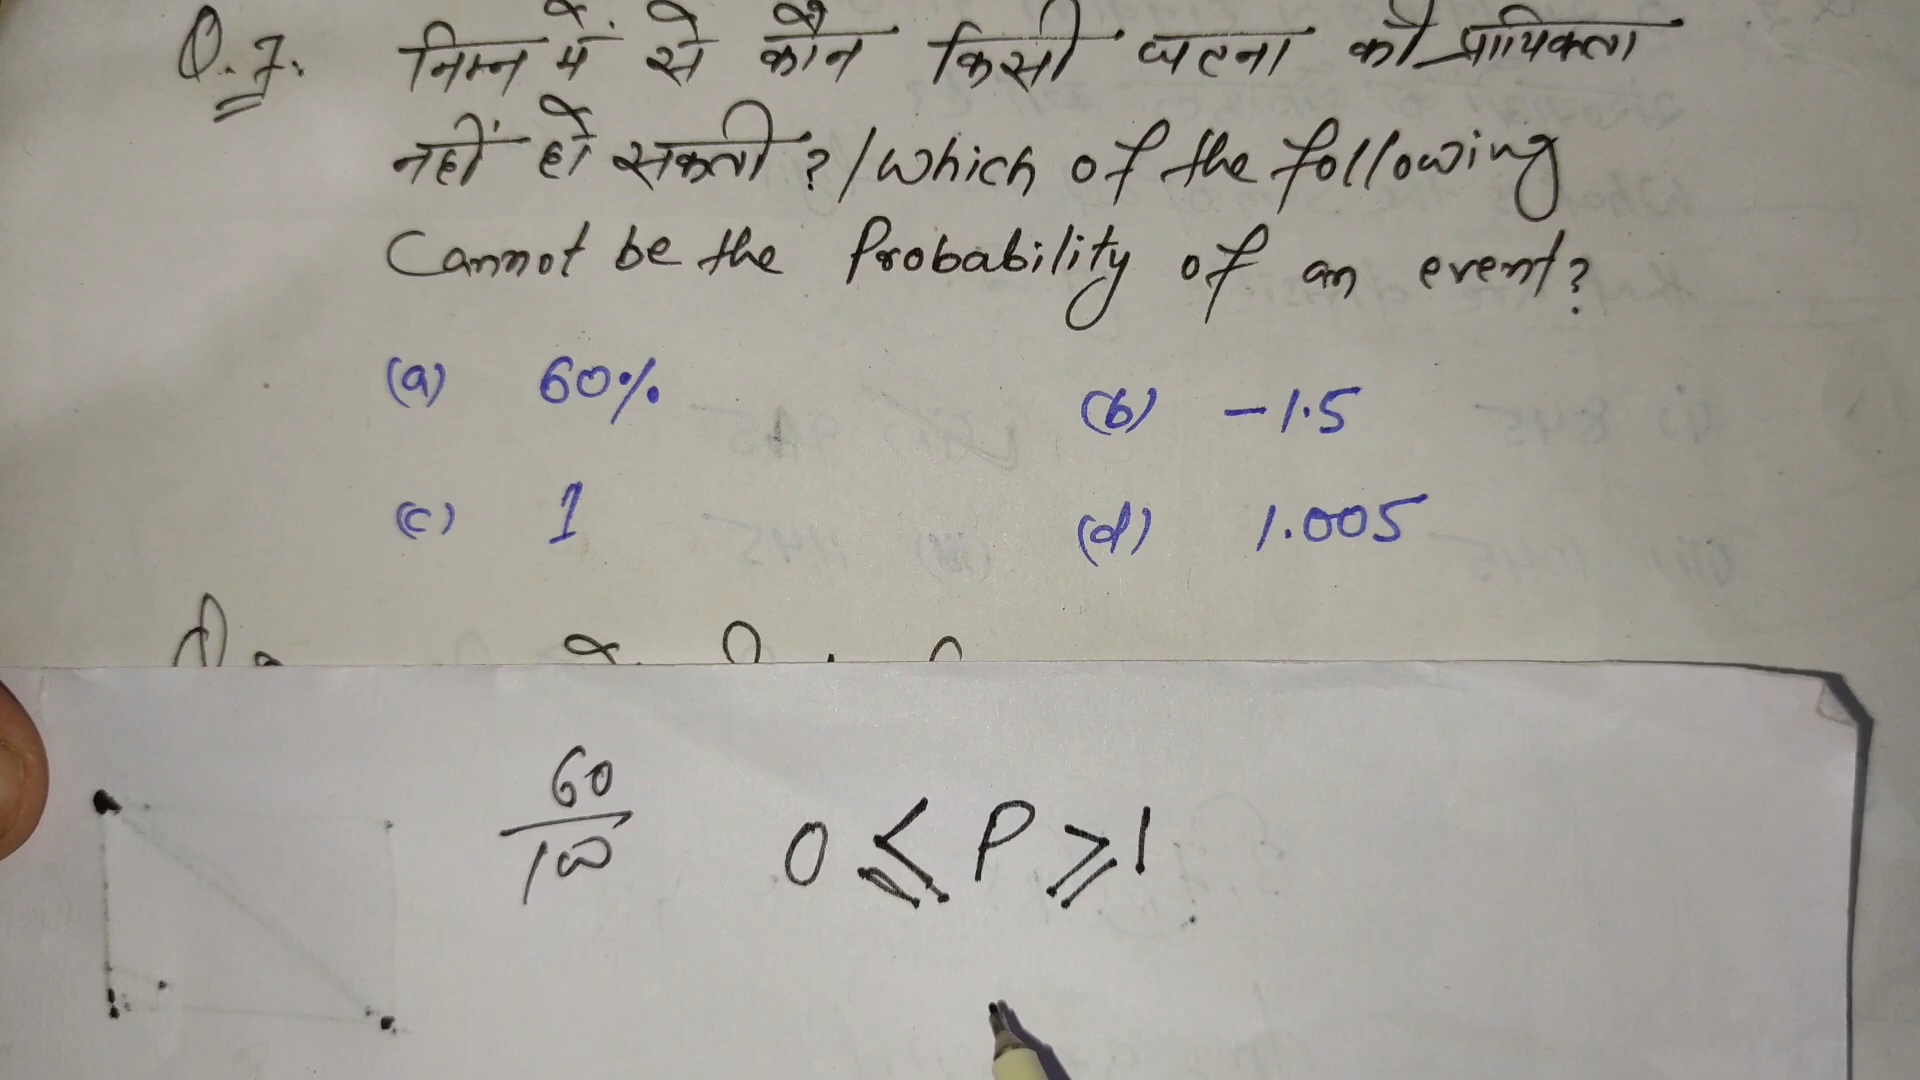 Q.7. निम्न में से कौन किसी घटना की प्रायिकता
नहीं हो सकती ? / Which of the following
Cannot be the Probability of an event?
(a) 60% (b) -1.5
(c) 1 (d) 1.005
60/100 0 ≤ P ≥ 1